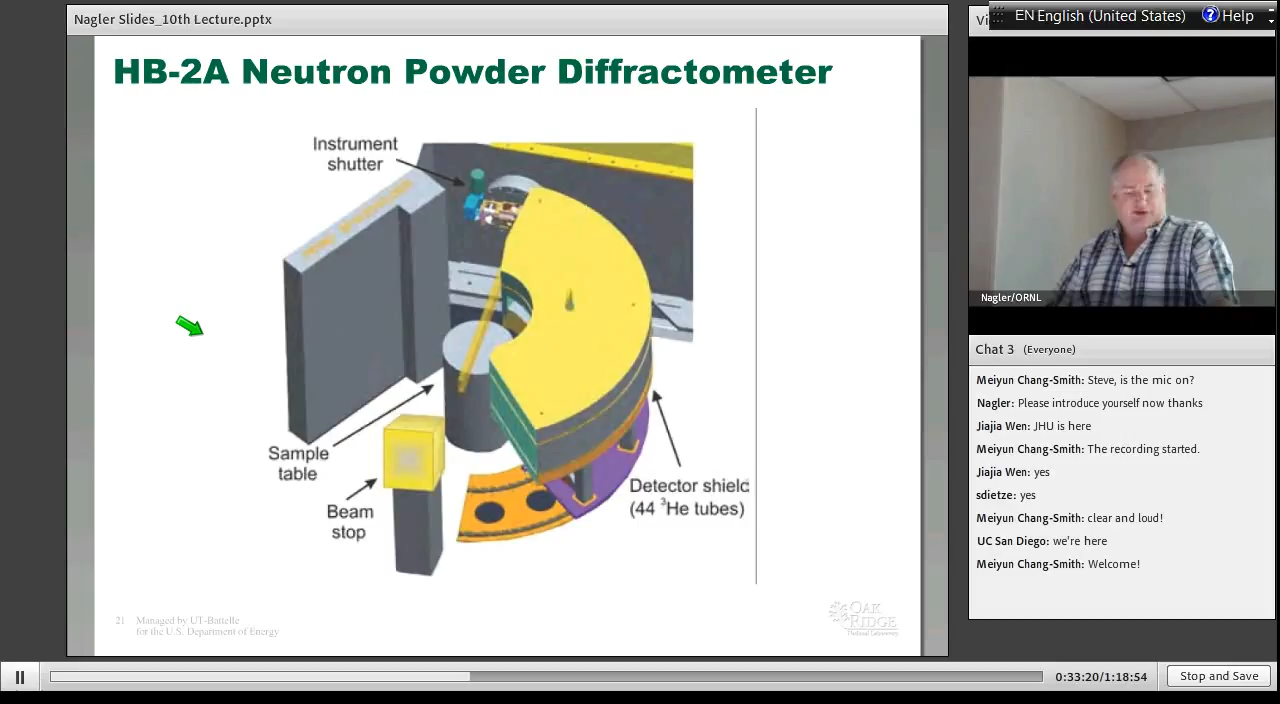 Nagler Slides_10th Lecture.pptx
Vi
EN English (United States)
Help
HB-2A Neutron Powder Diffractometer
Instrument
shutter
Sample
table
Beam
stop
Detector shield
(44 ³He tubes)
21 Managed by UT-Battelle
for the U.S. Department of Energy
OAK
RIDGE
National Laboratory
Nagler/ORNL
Chat 3 (Everyone)
Meiyun Chang-Smith: Steve, is the mic on?
Nagler: Please introduce yourself now thanks
Jiajia Wen: JHU is here
Meiyun Chang-Smith: The recording started.
Jiajia Wen: yes
sdietze: yes
Meiyun Chang-Smith: clear and loud!
UC San Diego: we're here
Meiyun Chang-Smith: Welcome!
0:33:20/1:18:54
Stop and Save